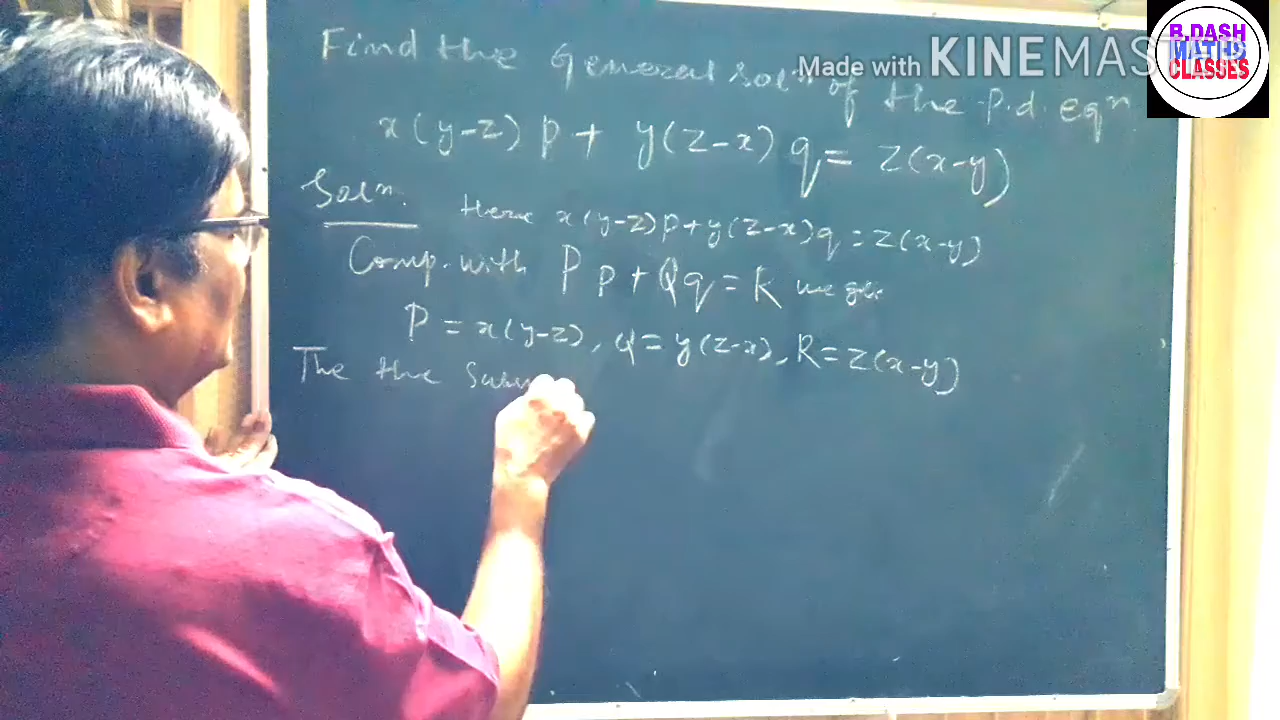 Find the General solⁿ of the P.d. eqⁿ.
x(y-z)p + y(z-x)q = z(x-y)
Solⁿ. Here x(y-z)p+y(z-x)q = z(x-y)
Comp. with Pp + Qq = R we get
P = x(y-z), Q = y(z-x), R = z(x-y)
The the
Made with KINEMASTER
B.DASH
MATHS
CLASSES